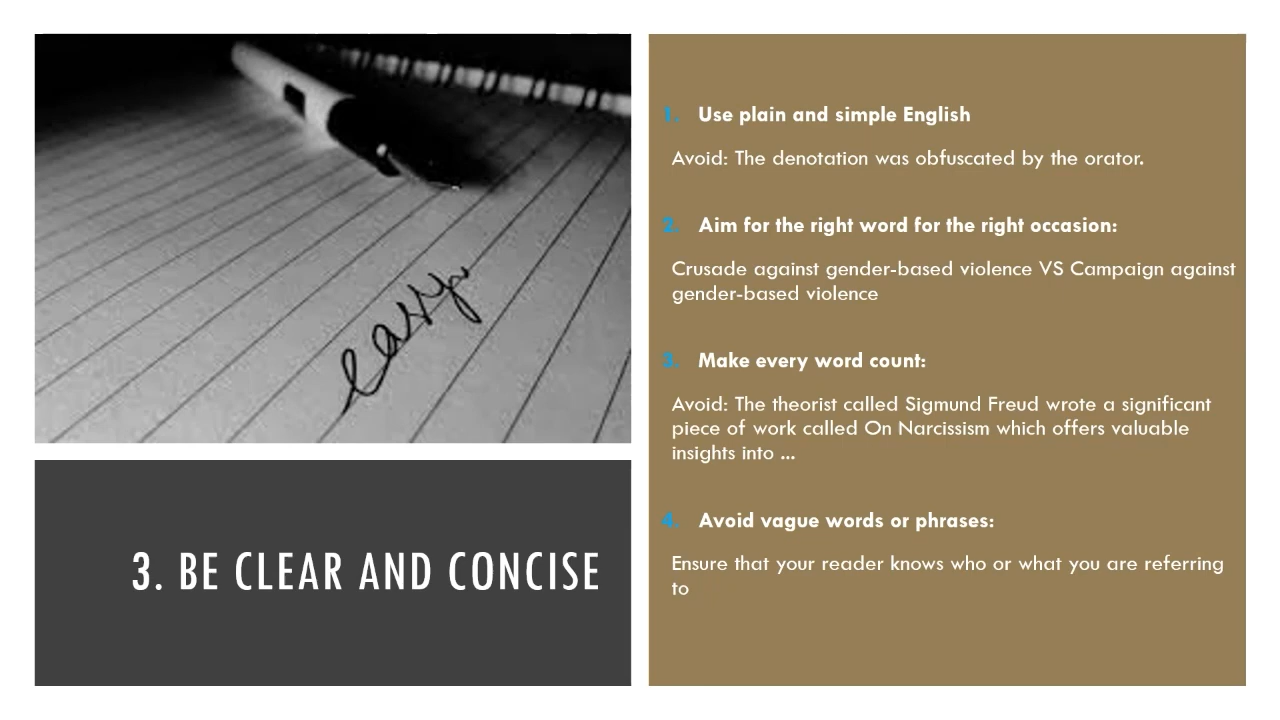 essay
3. BE CLEAR AND CONCISE
1. Use plain and simple English
Avoid: The denotation was obfuscated by the orator.
2. Aim for the right word for the right occasion:
Crusade against gender-based violence VS Campaign against
gender-based violence
3. Make every word count:
Avoid: The theorist called Sigmund Freud wrote a significant
piece of work called On Narcissism which offers valuable
insights into ...
4. Avoid vague words or phrases:
Ensure that your reader knows who or what you are referring
to